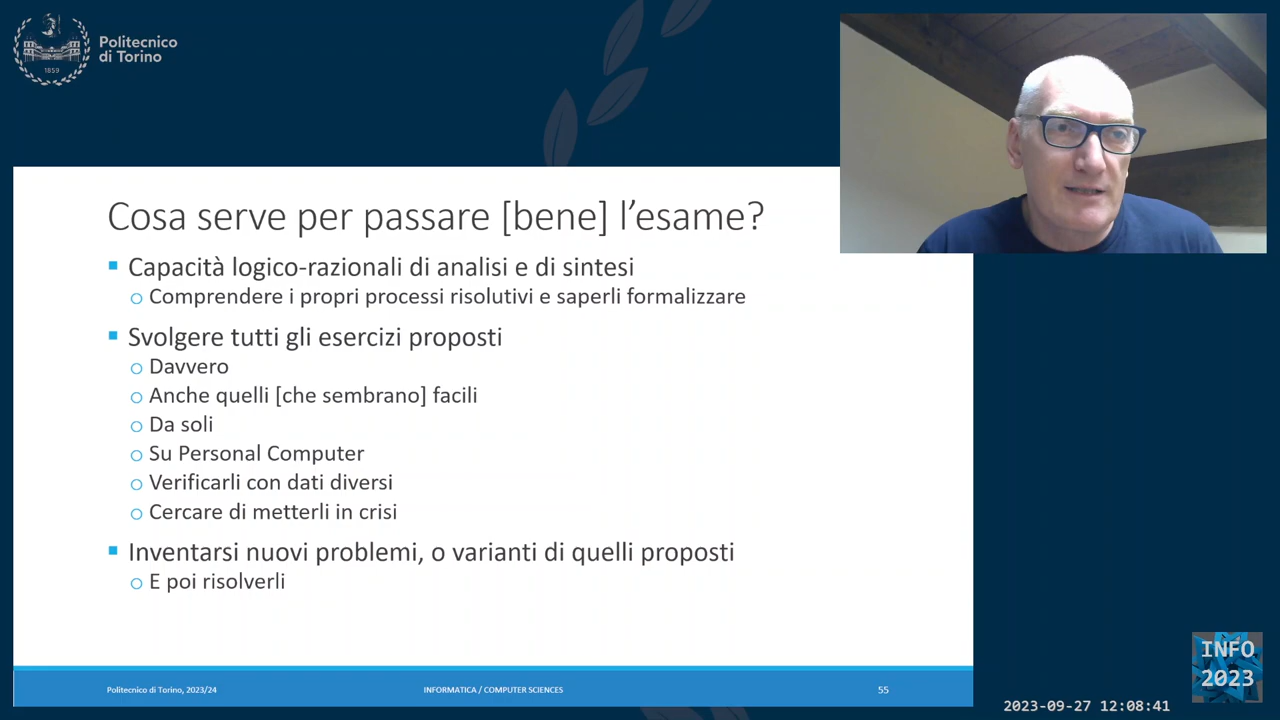 Politecnico
di Torino
1859
Cosa serve per passare [bene] l’esame?
Capacità logico-razionali di analisi e di sintesi
Comprendere i propri processi risolutivi e saperli formalizzare
Svolgere tutti gli esercizi proposti
Davvero
Anche quelli [che sembrano] facili
Da soli
Su Personal Computer
Verificarli con dati diversi
Cercare di metterli in crisi
Inventarsi nuovi problemi, o varianti di quelli proposti
E poi risolverli
Politecnico di Torino, 2023/24 INFORMATICA / COMPUTER SCIENCES 55
INFO
2023
2023-09-27 12:08:41